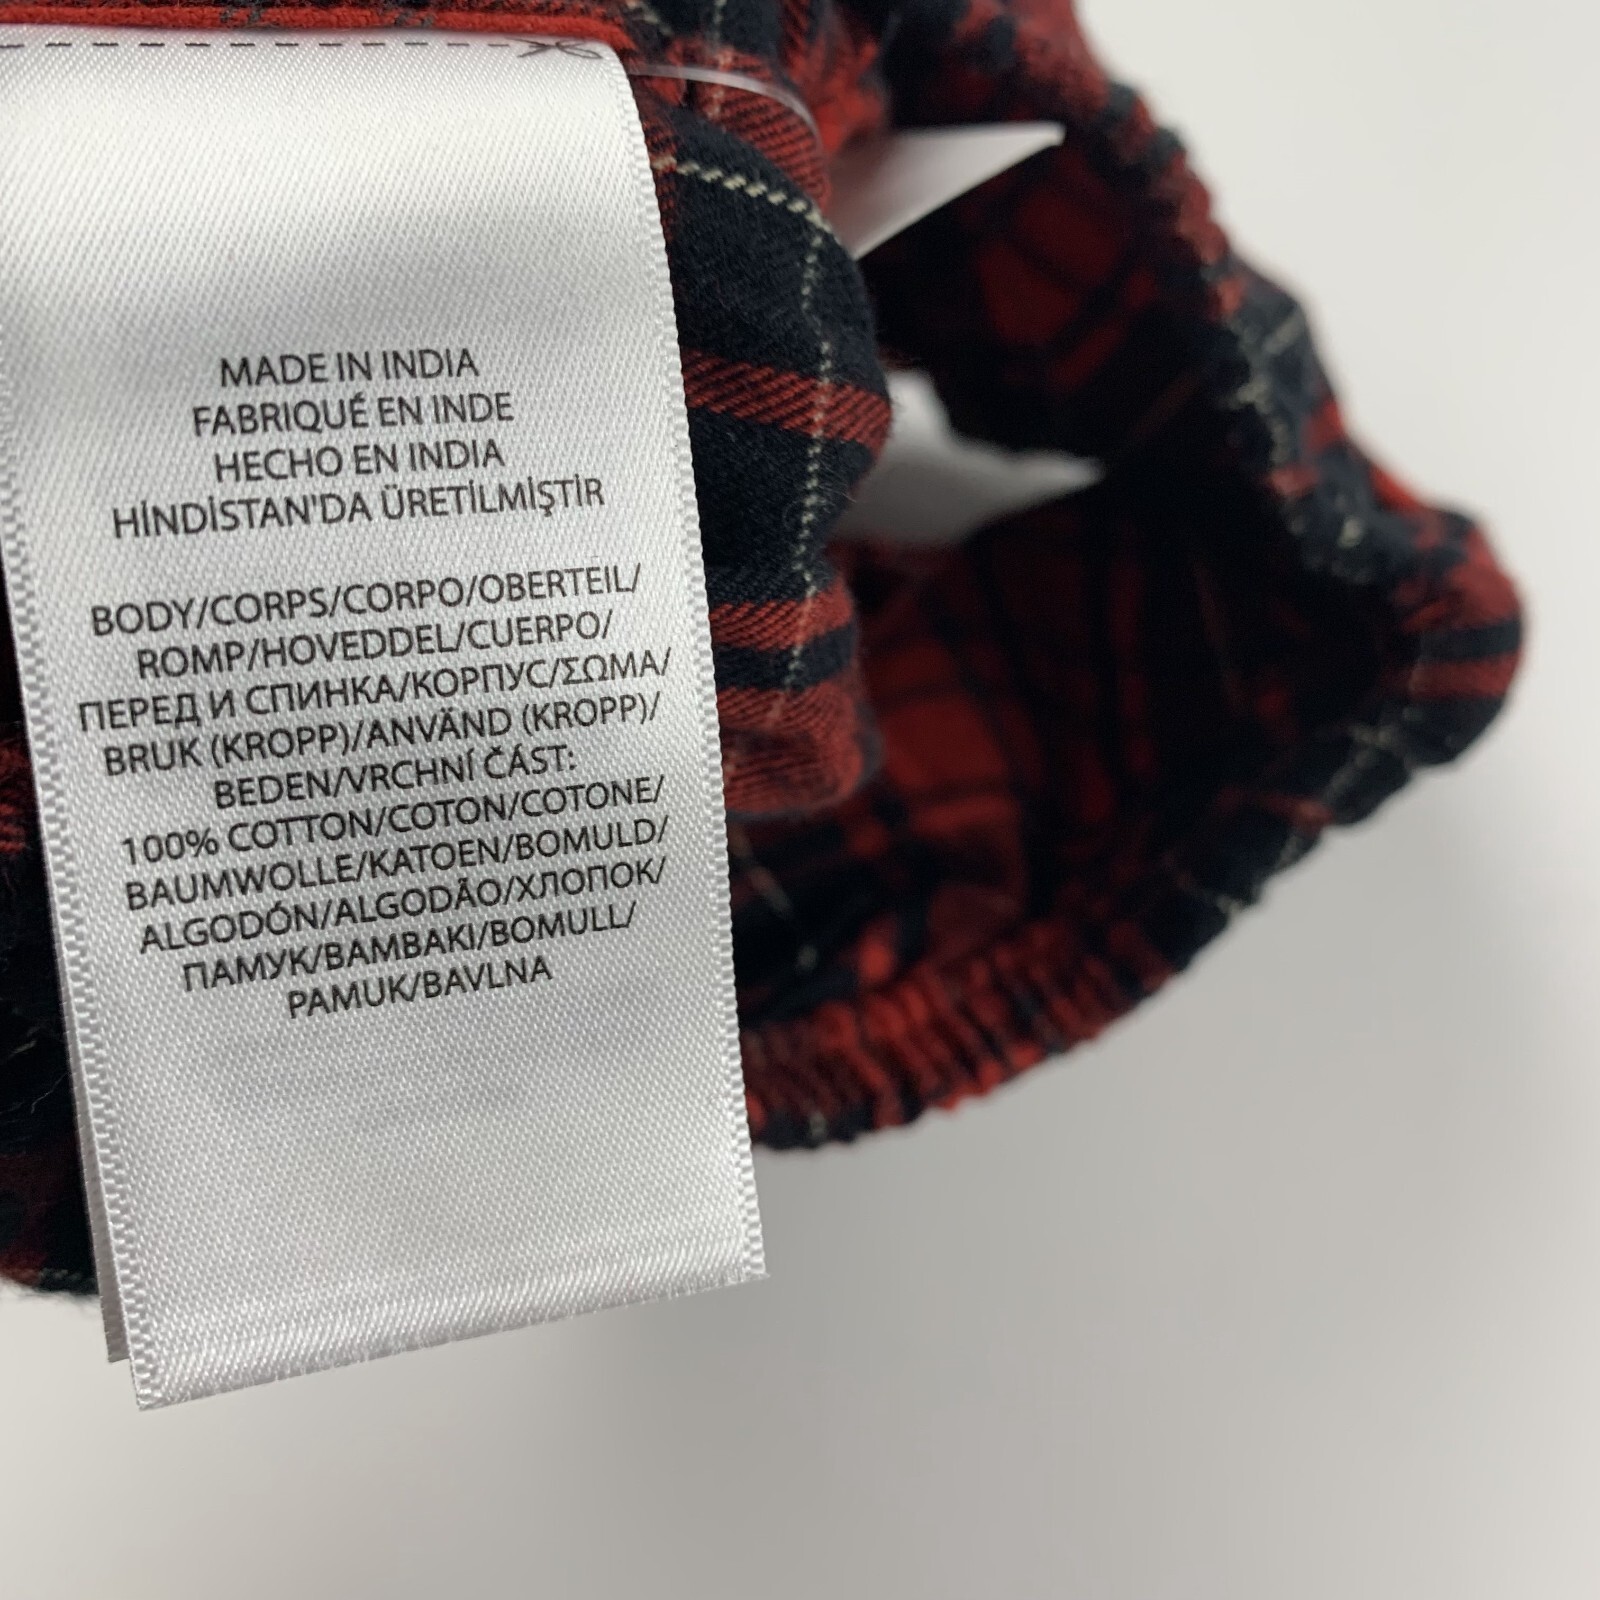 MADE IN INDIA
FABRIQUÉ EN INDE
HECHO EN INDIA
HİNDİSTAN'DA ÜRETİLMİŞTİR
BODY/CORPS/CORPO/OBERTEIL/
ROMP/HOVEDDEL/CUERPO/
ПЕРЕД И СПИНКА/КОРПУС/ΣΩΜΑ/
BRUK (KROPP)/ANVÄND (KROPP)/
BEDEN/VRCHNÍ ČÁST:
100% COTTON/COTON/COTONE/
BAUMWOLLE/KATOEN/BOMULD/
ALGODÓN/ALGODÃO/ХЛОПОК/
ПАМУК/ΒΑΜΒΑΚΙ/BOMULL/
PAMUK/BAVLNA